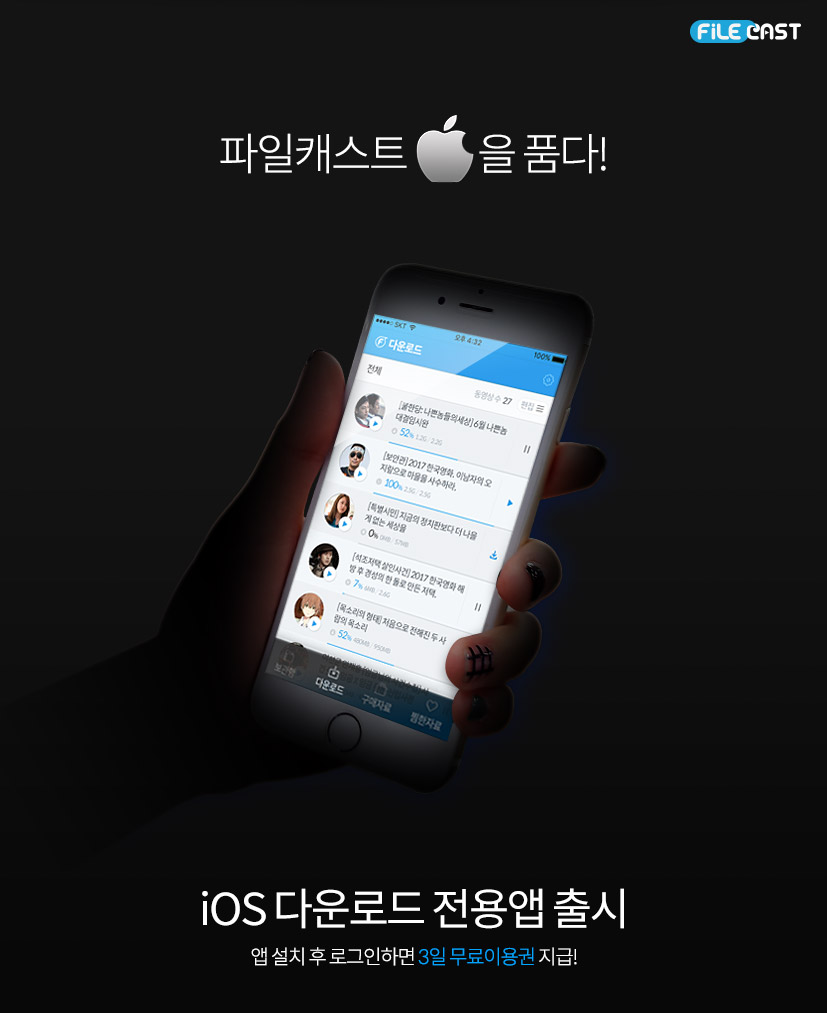 FiLE CAST
파일캐스트 을 품다!
SKT 오후 4:32 100%
다운로드
전체
동영상 수 27 편집
[불한당: 나쁜놈들의세상] 6월 나쁜놈
대결임시완
52% 1.2G / 2.2G
[보안관] 2017 한국영화, 이남자의 오
지랖으로 마을을 사수하라.
100% 2.5G / 2.5G
[특별시민] 지금의 정치판보다 더 나을
게 없는 세상을
0% 0MB / 57MB
[석조저택 살인사건] 2017 한국영화 해
방 후 경성의 한 돌로 만든 저택.
7% 6MB / 2.6G
[목소리의 형태] 처음으로 전해진 두 사
람의 목소리
52% 480MB / 950MB
보관함
다운로드
구매자료
찜한자료
iOS 다운로드 전용앱 출시
앱 설치 후 로그인하면 3일 무료이용권 지급!